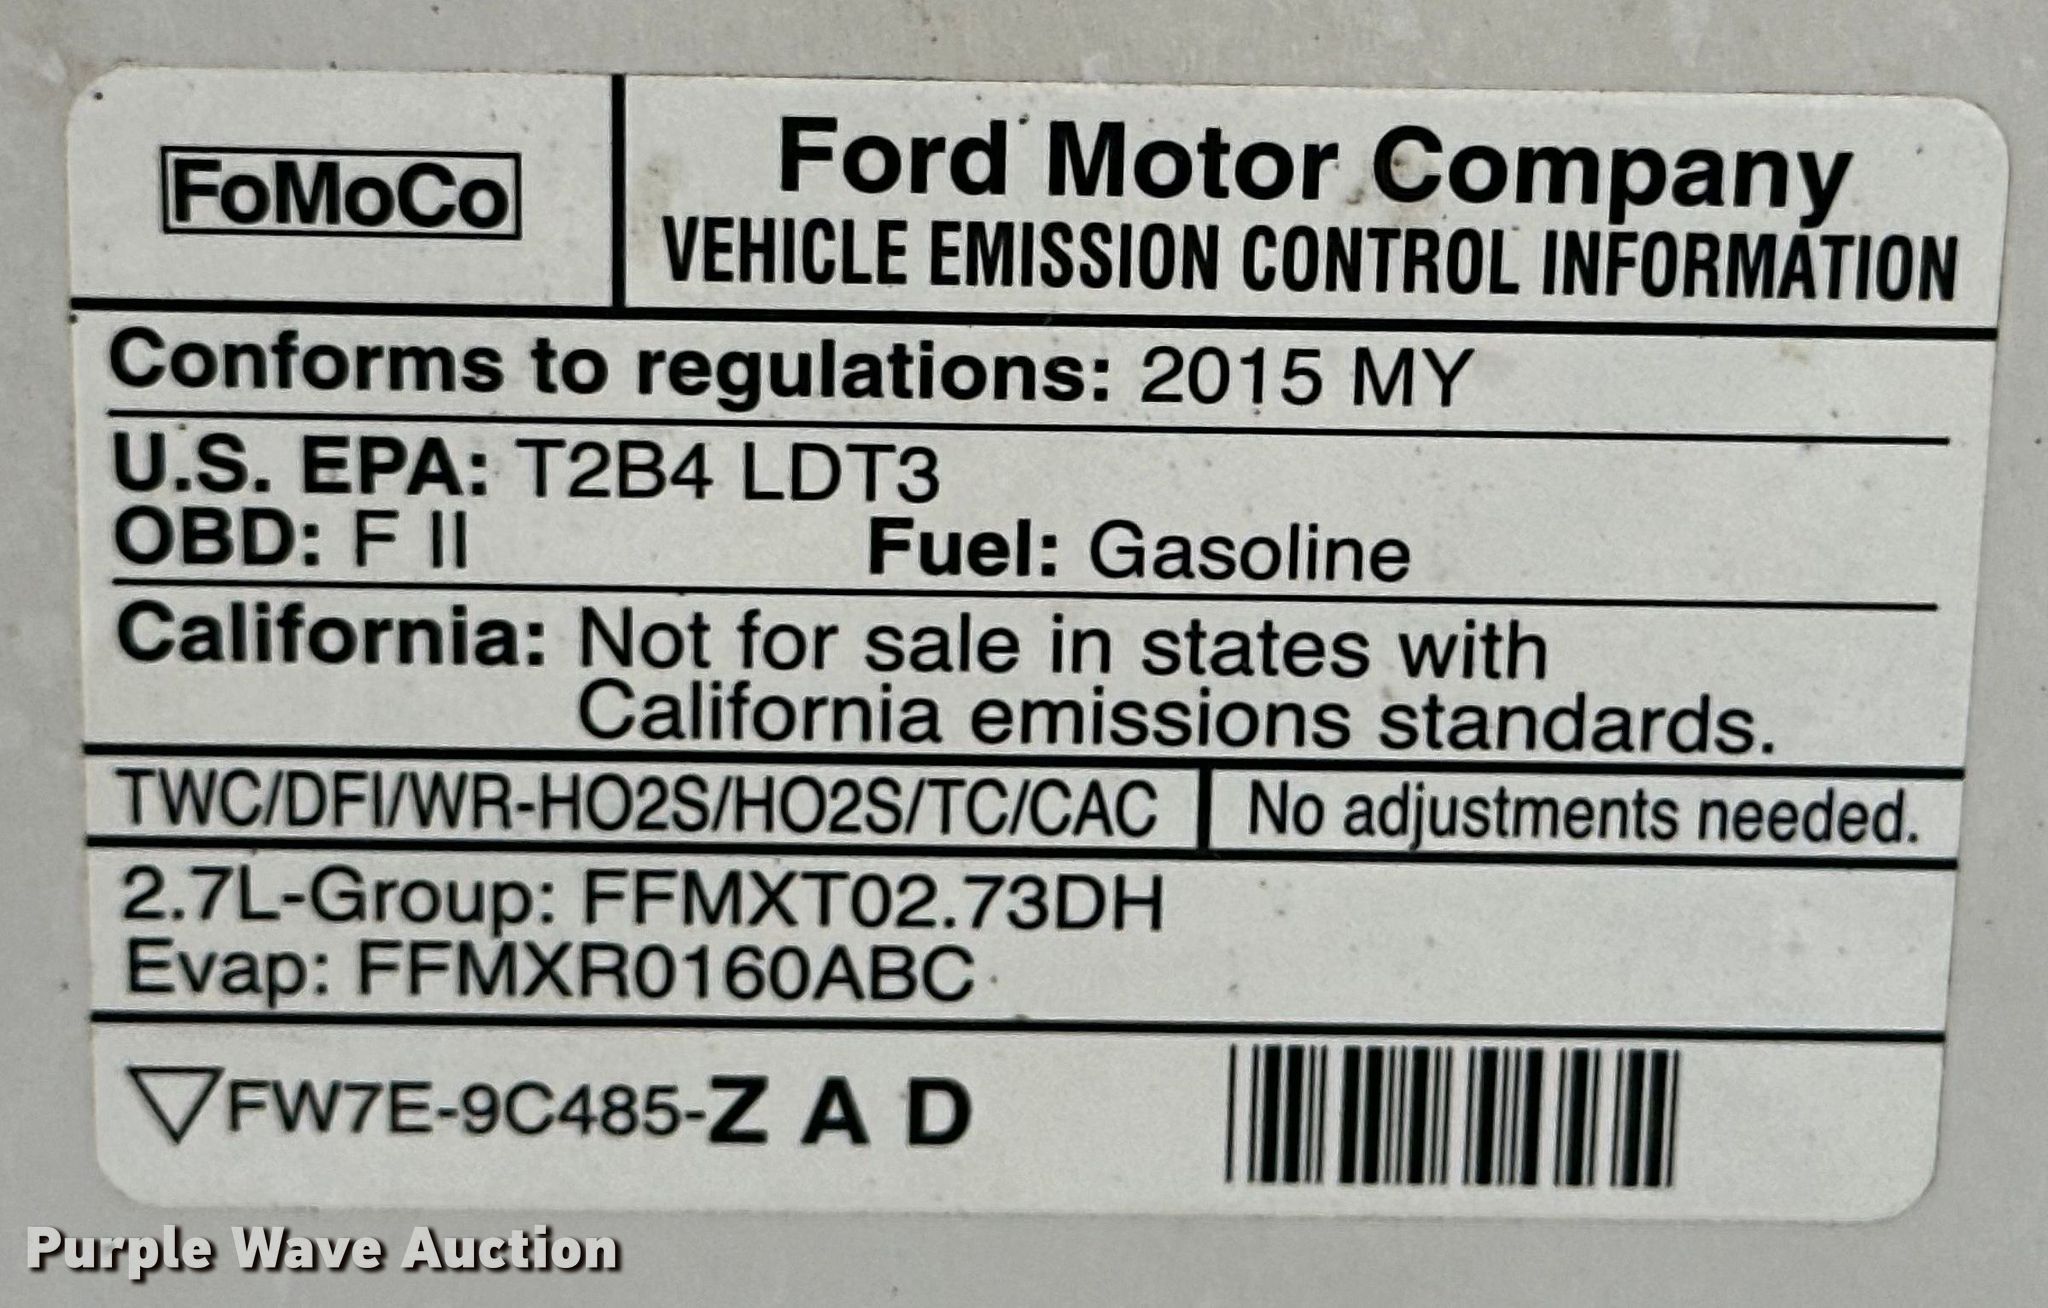 FoMoCo
Ford Motor Company
VEHICLE EMISSION CONTROL INFORMATION
Conforms to regulations: 2015 MY
U.S. EPA: T2B4 LDT3
OBD: F II Fuel: Gasoline
California: Not for sale in states with
California emissions standards.
TWC/DFI/WR-HO2S/HO2S/TC/CAC No adjustments needed.
2.7L-Group: FFMXT02.73DH
Evap: FFMXR0160ABC
FW7E-9C485-Z A D
Purple Wave Auction